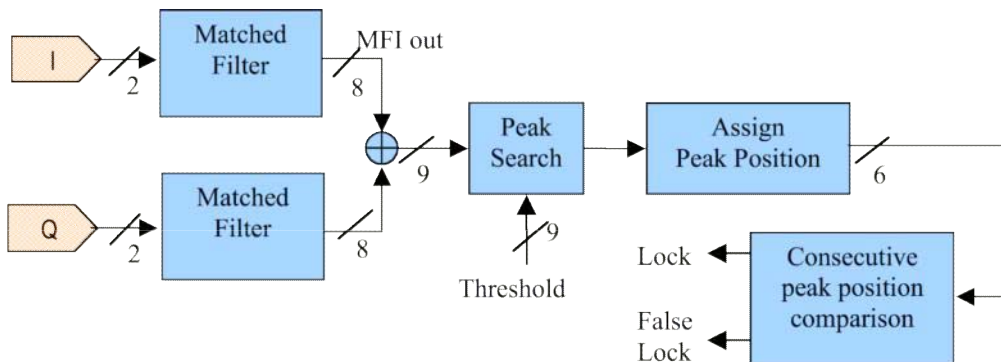 I
2
Matched
Filter
8
MFI out
Q
2
Matched
Filter
8
9
Peak
Search
9
Threshold
Assign
Peak Position
6
Consecutive
peak position
comparison
Lock
False
Lock